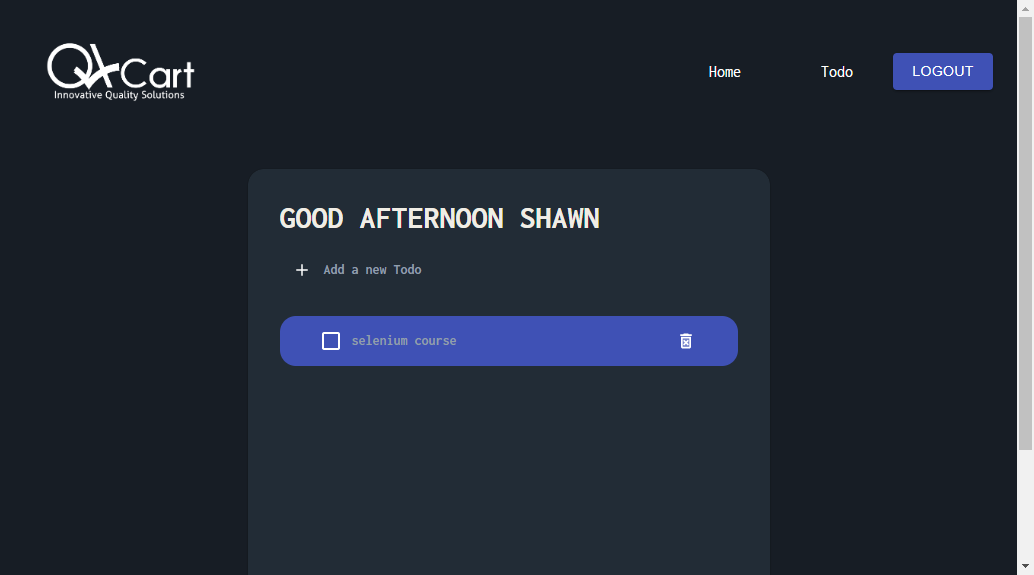 QACart
Innovative Quality Solutions
Home
Todo
LOGOUT
GOOD AFTERNOON SHAWN
Add a new Todo
selenium course